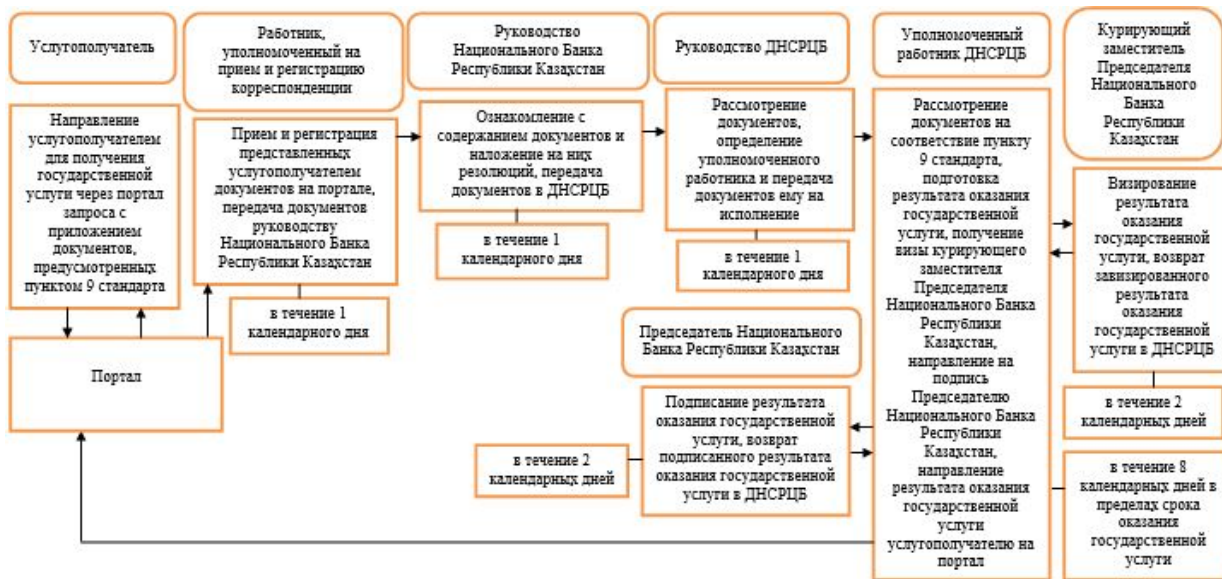 Услугополучатель
Работник,
уполномоченный на
прием и регистрацию
корреспонденции
Руководство
Национального Банка
Республики Казахстан
Руководство ДНСРЦБ
Уполномоченный
работник ДНСРЦБ
Курирующий
заместитель
Председателя
Национального
Банка
Республики
Казахстан
Направление
услугополучателем
для получения
государственной
услуги через портал
запроса с
приложением
документов,
предусмотренных
пунктом 9 стандарта
Прием и регистрация
представленных
услугополучателем
документов на портале,
передача документов
руководству
Национального Банка
Республики Казахстан
в течение 1
календарного дня
Ознакомление с
содержанием документов и
наложение на них
резолюций, передача
документов в ДНСРЦБ
в течение 1
календарного дня
Рассмотрение
документов,
определение
уполномоченного
работника и передача
документов ему на
исполнение
в течение 1
календарного дня
Рассмотрение
документов на
соответствие пункту
9 стандарта,
подготовка
результата оказания
государственной
услуги, получение
визы курирующего
заместителя
Председателя
Национального Банка
Республики
Казахстан,
направление на
подпись
Председателю
Национального Банка
Республики
Казахстан,
направление
результата оказания
государственной
услуги
услугополучателю на
портал
Визирование
результата
оказания
государственной
услуги, возврат
завизированного
результата
оказания
государственной
услуги в ДНСРЦБ
в течение 2
календарных дней
в течение 8
календарных дней в
пределах срока
оказания
государственной
услуги
Председатель Национального
Банка Республики Казахстан
Подписание результата
оказания государственной
услуги, возврат
подписанного результата
оказания государственной
услуги в ДНСРЦБ
в течение 2
календарных дней
Портал